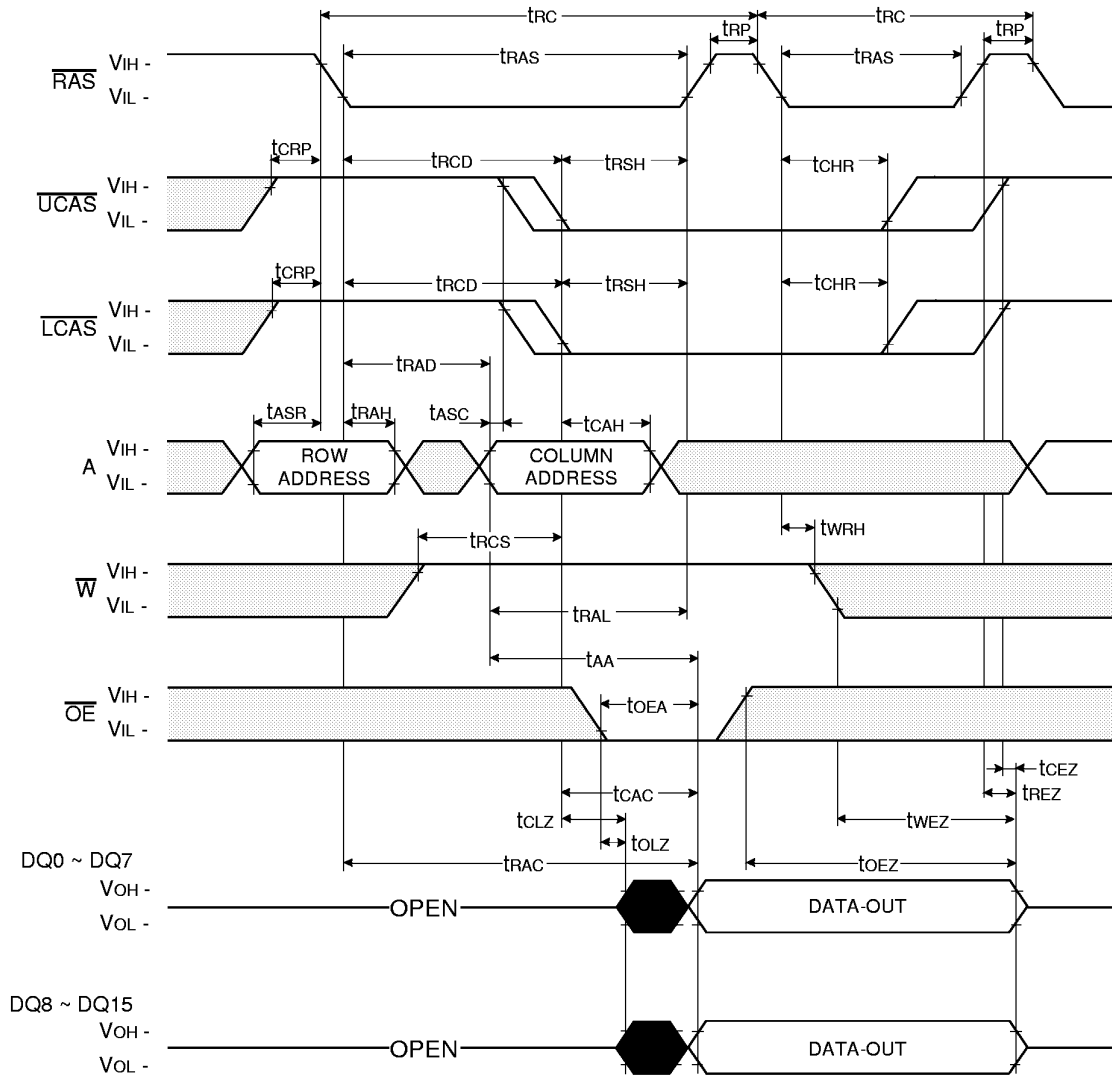 tRC tRC
tRP tRP
tRAS tRAS
RAS VIH -
VIL -
tCRP tRCD tRSH tCHR
UCAS VIH -
VIL -
tCRP tRCD tRSH tCHR
LCAS VIH -
VIL -
tRAD
tASR tRAH tASC tCAH
A VIH -
VIL -
ROW ADDRESS
COLUMN ADDRESS
tRCS tWRH
W VIH -
VIL -
tRAL
tAA
OE VIH -
VIL -
tOEA
tCEZ
tCAC tREZ
tCLZ tWEZ
tOLZ
DQ0 ~ DQ7 tRAC tOEZ
VOH -
VOL -
OPEN DATA-OUT
DQ8 ~ DQ15
VOH -
VOL -
OPEN DATA-OUT